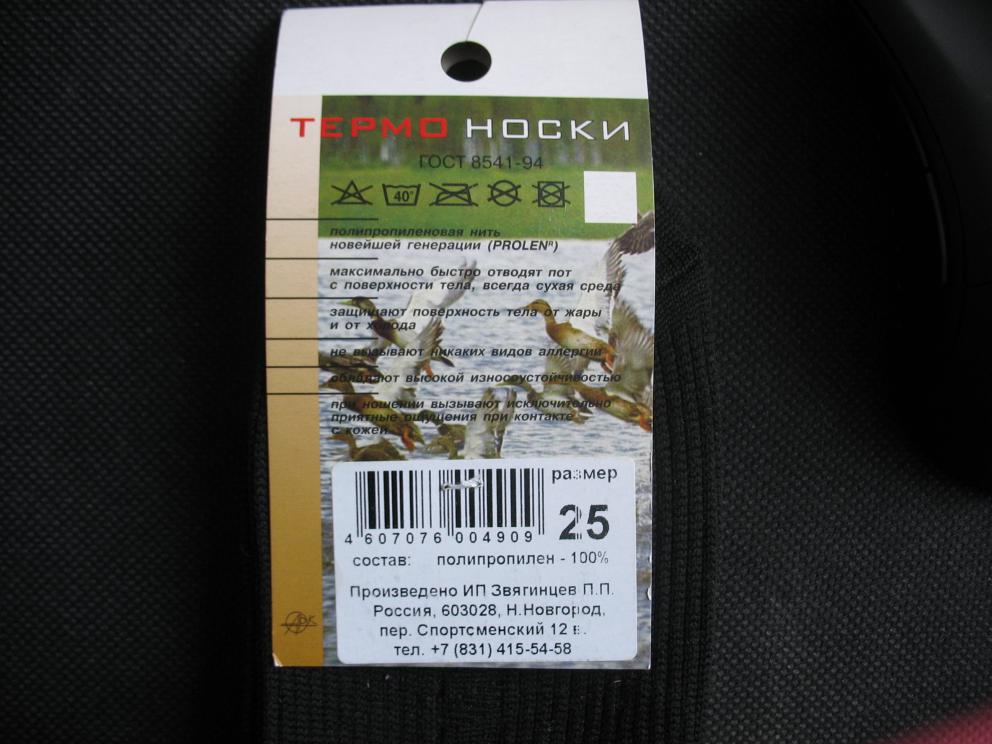 ТЕРМО НОСКИ
ГОСТ 8541-94
40°
полипропиленовая нить
новейшей генерации (PROLENᴿ)
максимально быстро отводят пот
с поверхности тела, всегда сухая среда
защищают поверхность тела от жары
и от холода
не вызывают никаких видов аллергии
обладают высокой износоустойчивостью
при ношении вызывают исключительно
приятные ощущения при контакте
с кожей
размер
25
4 607076 004909
состав: полипропилен - 100%
Произведено ИП Звягинцев П.П.
Россия, 603028, Н.Новгород,
пер. Спортсменский 12
тел. +7 (831) 415-54-58